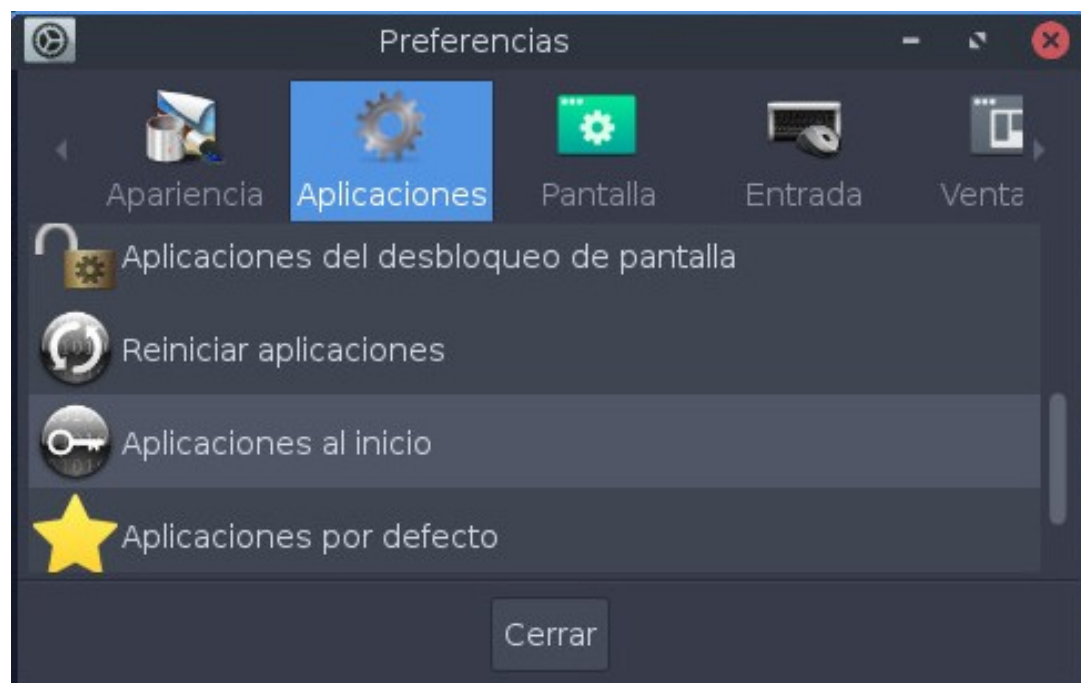 Preferencias
Apariencia
Aplicaciones
Pantalla
Entrada
Venta
Aplicaciones del desbloqueo de pantalla
Reiniciar aplicaciones
Aplicaciones al inicio
Aplicaciones por defecto
Cerrar